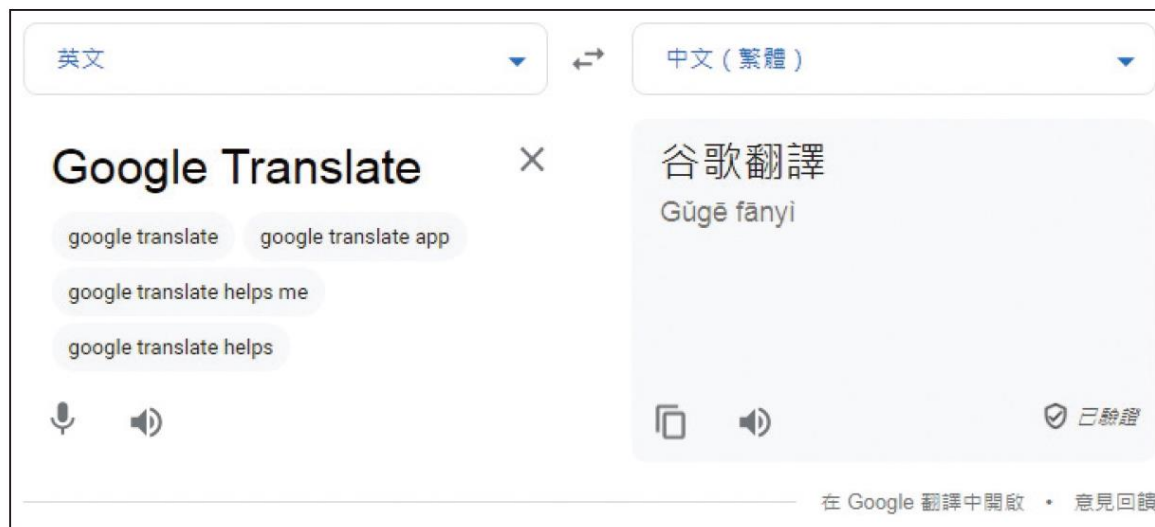 英文
中文(繁體)
Google Translate
google translate
google translate app
google translate helps me
google translate helps
谷歌翻譯
Gǔgē fānyì
已驗證
在 Google 翻譯中開啟 • 意見回饋